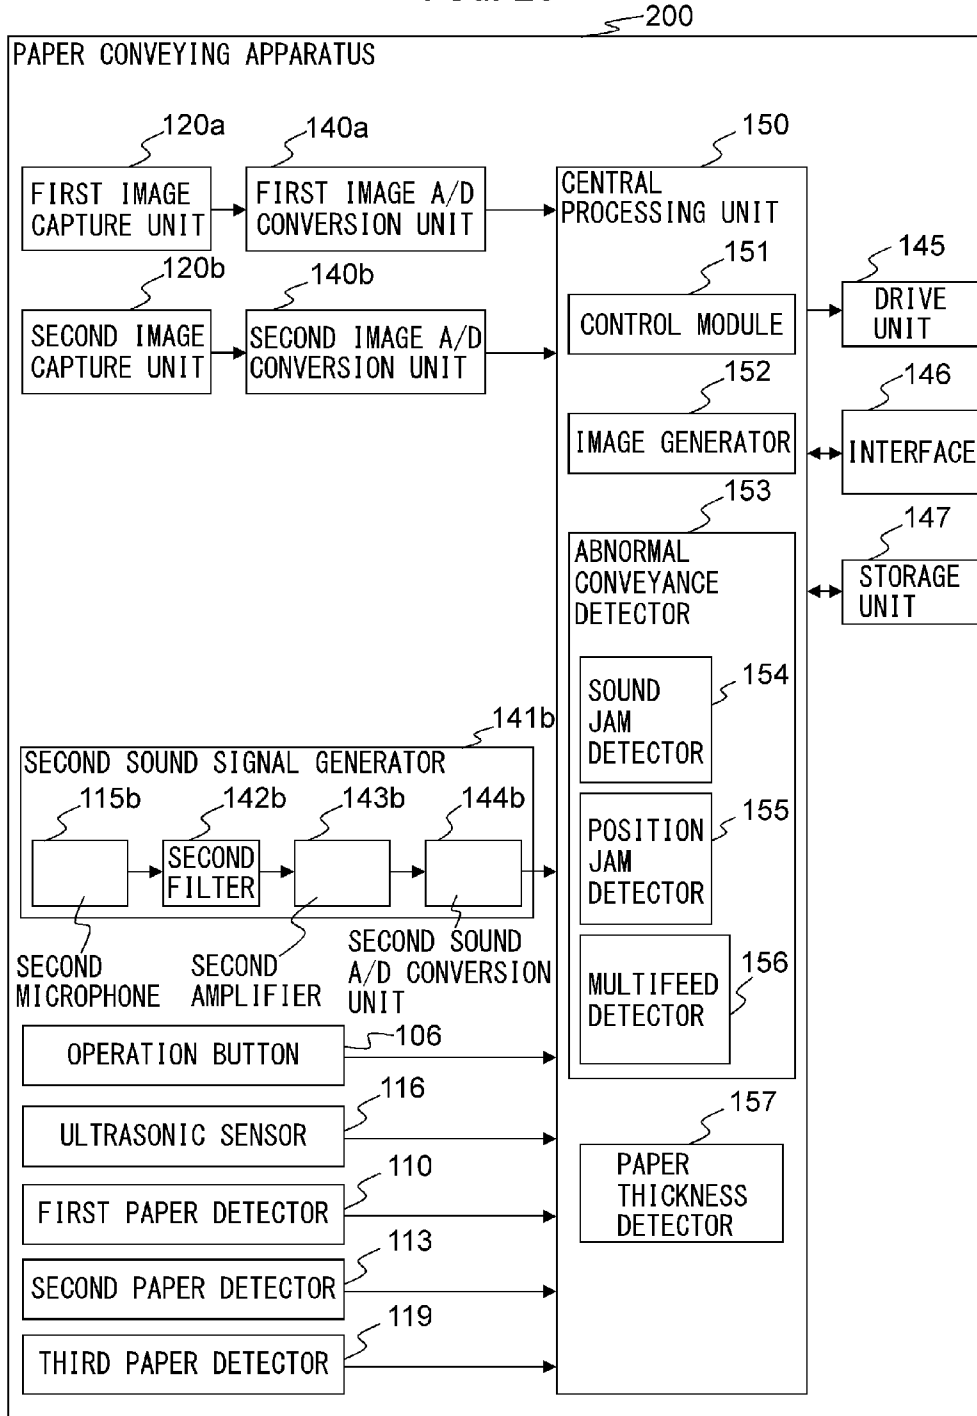 200
PAPER CONVEYING APPARATUS
120a
140a
150
FIRST IMAGE
CAPTURE UNIT
FIRST IMAGE A/D
CONVERSION UNIT
CENTRAL
PROCESSING UNIT
120b
140b
151
145
SECOND IMAGE
CAPTURE UNIT
SECOND IMAGE A/D
CONVERSION UNIT
CONTROL MODULE
DRIVE
UNIT
152
146
IMAGE GENERATOR
INTERFACE
153
147
ABNORMAL
CONVEYANCE
DETECTOR
STORAGE
UNIT
154
SOUND
JAM
DETECTOR
141b
SECOND SOUND SIGNAL GENERATOR
115b
142b
143b
144b
155
SECOND
FILTER
POSITION
JAM
DETECTOR
SECOND
MICROPHONE
SECOND
AMPLIFIER
SECOND SOUND
A/D CONVERSION
UNIT
156
MULTIFEED
DETECTOR
106
OPERATION BUTTON
116
ULTRASONIC SENSOR
157
PAPER
THICKNESS
DETECTOR
110
FIRST PAPER DETECTOR
113
SECOND PAPER DETECTOR
119
THIRD PAPER DETECTOR